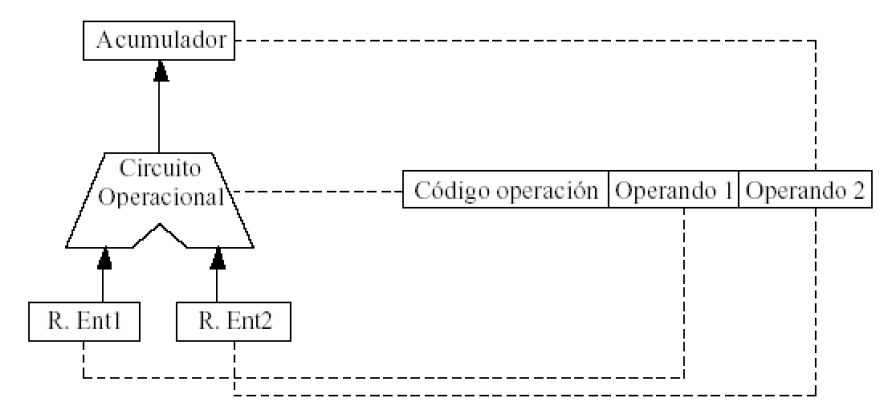 Acumulador
Circuito
Operacional
Código operación
Operando 1
Operando 2
R. Ent1
R. Ent2